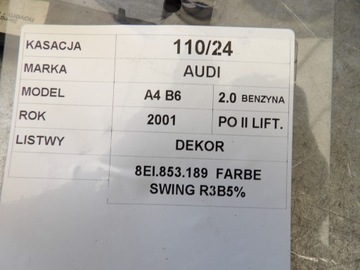 KASACJA 110/24
MARKA AUDI
MODEL A4 B6 2.0 BENZYNA
ROK 2001 PO II LIFT.
LISTWY DEKOR
8EI.853.189 FARBE
SWING R3B5%